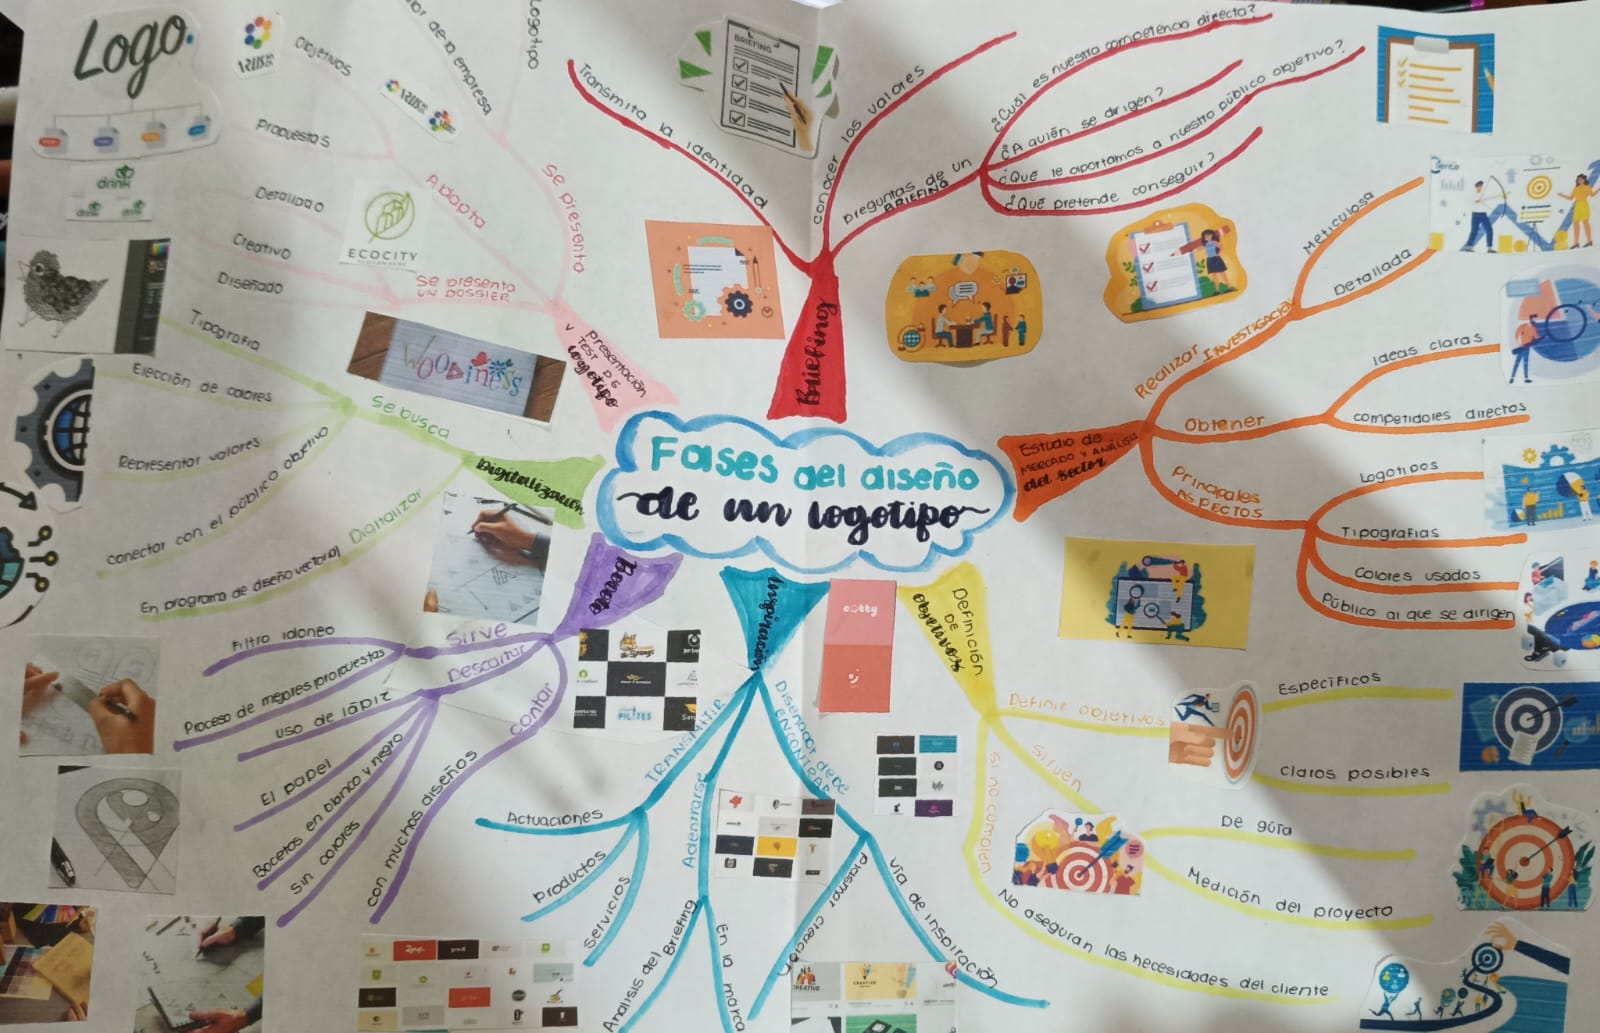 Fases del diseño
de un logotipo
Briefing
Transmita la identidad
conocer los valores
Preguntas de un
BRIEFING
¿Cuál es nuestra competencia directa?
¿A quién se dirigen?
¿Qué le aportamos a nuestro público objetivo?
¿Qué pretende conseguir?
BRIEFING
Estudio de
MERCADO Y ANÁLISIS
del sector
Realizar
INVESTIGACIÓN
Meticulosa
Detallada
Obtener
Ideas claras
competidores directos
Principales
ASPECTOS
Logotipos
Tipografías
Colores usados
Público al que se dirigen
Definición
DE
objetivos
Definir objetivos
Específicos
Claros posibles
Sirven
De guía
Medición del proyecto
si no cumplen
No aseguran las necesidades del cliente
Inspiración
TRANSMITIR
Actuaciones
Productos
Servicios
Adentrarse
Análisis del Briefing
En la marca
Diseñador debe
ENCONTRAR
Plasmar
Vía de inspiración
Boceto
Sirve
Filtro idoneo
Proceso de mejores propuestas
Descartar
uso de lápiz
El papel
Bocetos en blanco y negro
Sin colores
contar
con muchos diseños
Digitalización
Se busca
Tipografía
Elección de colores
Representar valores
conectar con el público objetivo
Digitalizar
En programa de diseño vectorial
presentación
Y TEST DE
logotipo
Se presenta
Logotipo
de la empresa
Adapta
Objetivos
Propuestas
Se presenta
UN DOSSIER
Detallado
Creativo
Diseñado
Logo.
drink
ECOCITY
Woodiness
PILATES
CREATIVE
CREATIVE